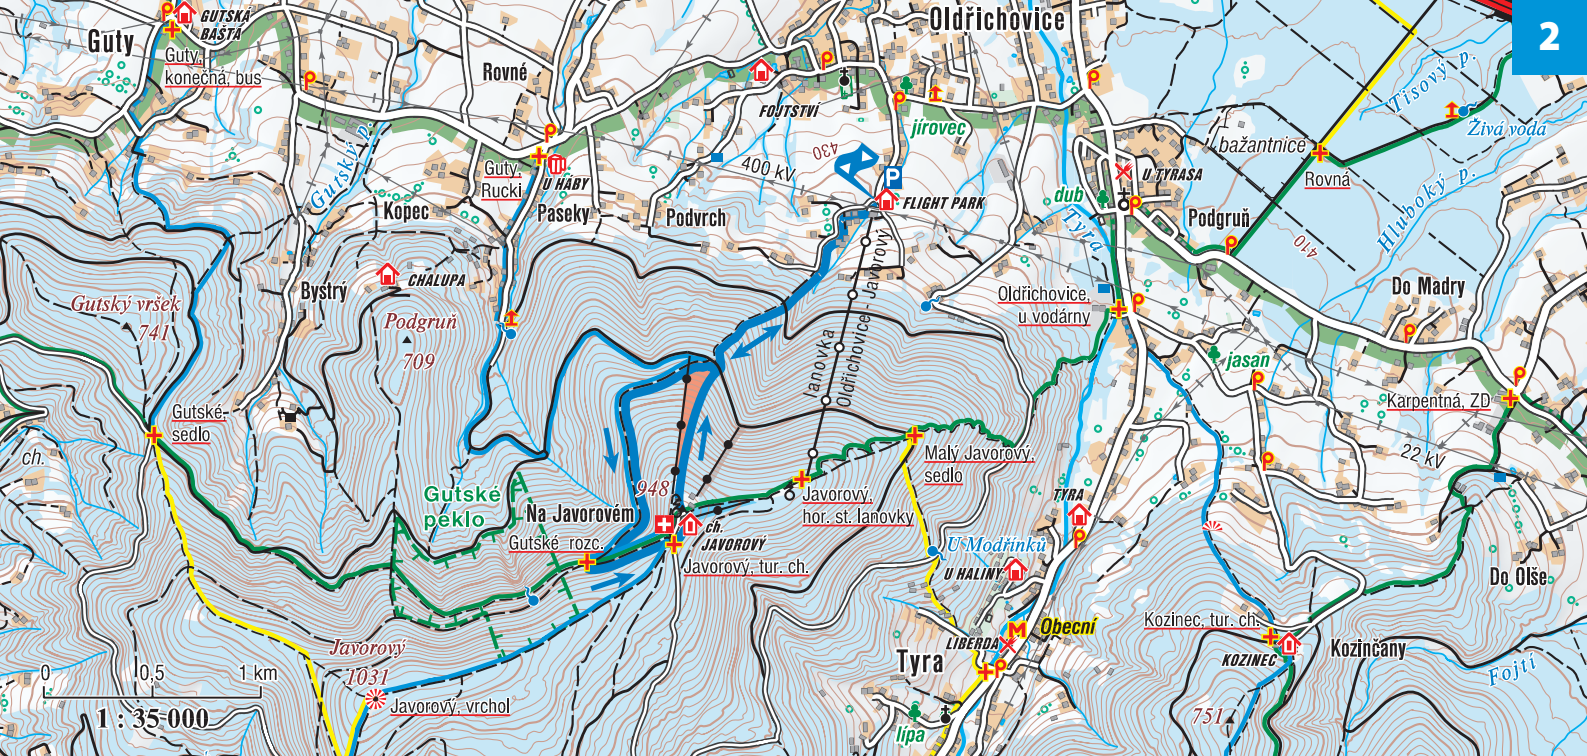 2
GUTSKÁ
BAŠTA
Guty
Guty,
konečná, bus
Rovné
FOJTSTVÍ
Oldřichovice
jírovec
Tisový p.
Živá voda
bažantnice
Rovná
Hluboký p.
Gutský p.
Guty,
Rucki
U HÁBY
Kopec
Paseky
Podvrch
400 kV
430
P
FLIGHT PARK
dub
U TYRASA
Tyra
Podgruň
410
Do Madry
Bystrý
CHALUPA
Gutský vršek
741
Podgruň
709
lanovka
Oldřichovice-Javorový
Oldřichovice,
u vodárny
jasan
Karpentná, ZD
22 kV
Gutské
sedlo
ch.
Gutské
peklo
Na Javorovém
948
Gutské rozc.
ch.
JAVOROVÝ
Javorový, tur. ch.
Javorový,
hor. st. lanovky
Malý Javorový,
sedlo
TYRA
U Modřínků
U HALINY
Do Olše
Kozinec, tur. ch.
KOZINEC
Kozinčany
Fojti
M
Obecní
LIBERDA
Tyra
lípa
751
Javorový
1031
Javorový, vrchol
0
0,5
1 km
1 : 35 000